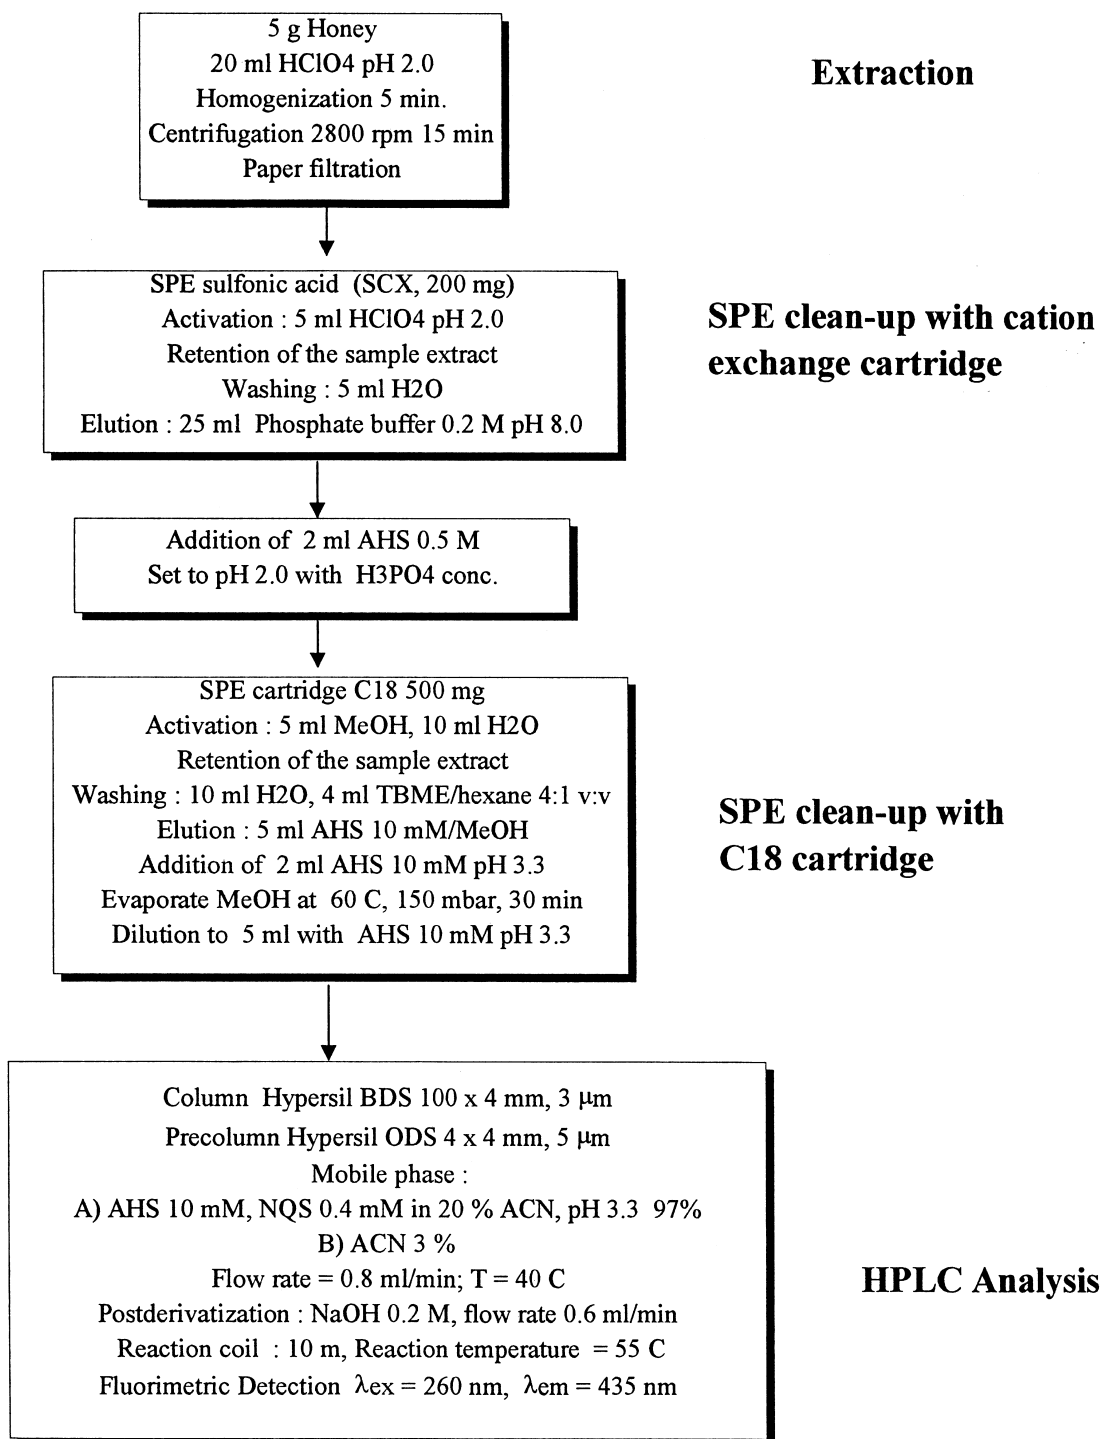 5 g Honey
20 ml HClO4 pH 2.0
Homogenization 5 min.
Centrifugation 2800 rpm 15 min
Paper filtration
Extraction
SPE sulfonic acid (SCX, 200 mg)
Activation : 5 ml HClO4 pH 2.0
Retention of the sample extract
Washing : 5 ml H2O
Elution : 25 ml Phosphate buffer 0.2 M pH 8.0
SPE clean-up with cation
exchange cartridge
Addition of 2 ml AHS 0.5 M
Set to pH 2.0 with H3PO4 conc.
SPE cartridge C18 500 mg
Activation : 5 ml MeOH, 10 ml H2O
Retention of the sample extract
Washing : 10 ml H2O, 4 ml TBME/hexane 4:1 v:v
Elution : 5 ml AHS 10 mM/MeOH
Addition of 2 ml AHS 10 mM pH 3.3
Evaporate MeOH at 60 C, 150 mbar, 30 min
Dilution to 5 ml with AHS 10 mM pH 3.3
SPE clean-up with
C18 cartridge
Column Hypersil BDS 100 x 4 mm, 3 μm
Precolumn Hypersil ODS 4 x 4 mm, 5 μm
Mobile phase :
A) AHS 10 mM, NQS 0.4 mM in 20 % ACN, pH 3.3 97%
B) ACN 3 %
Flow rate = 0.8 ml/min; T = 40 C
Postderivatization : NaOH 0.2 M, flow rate 0.6 ml/min
Reaction coil : 10 m, Reaction temperature = 55 C
Fluorimetric Detection λex = 260 nm, λem = 435 nm
HPLC Analysis